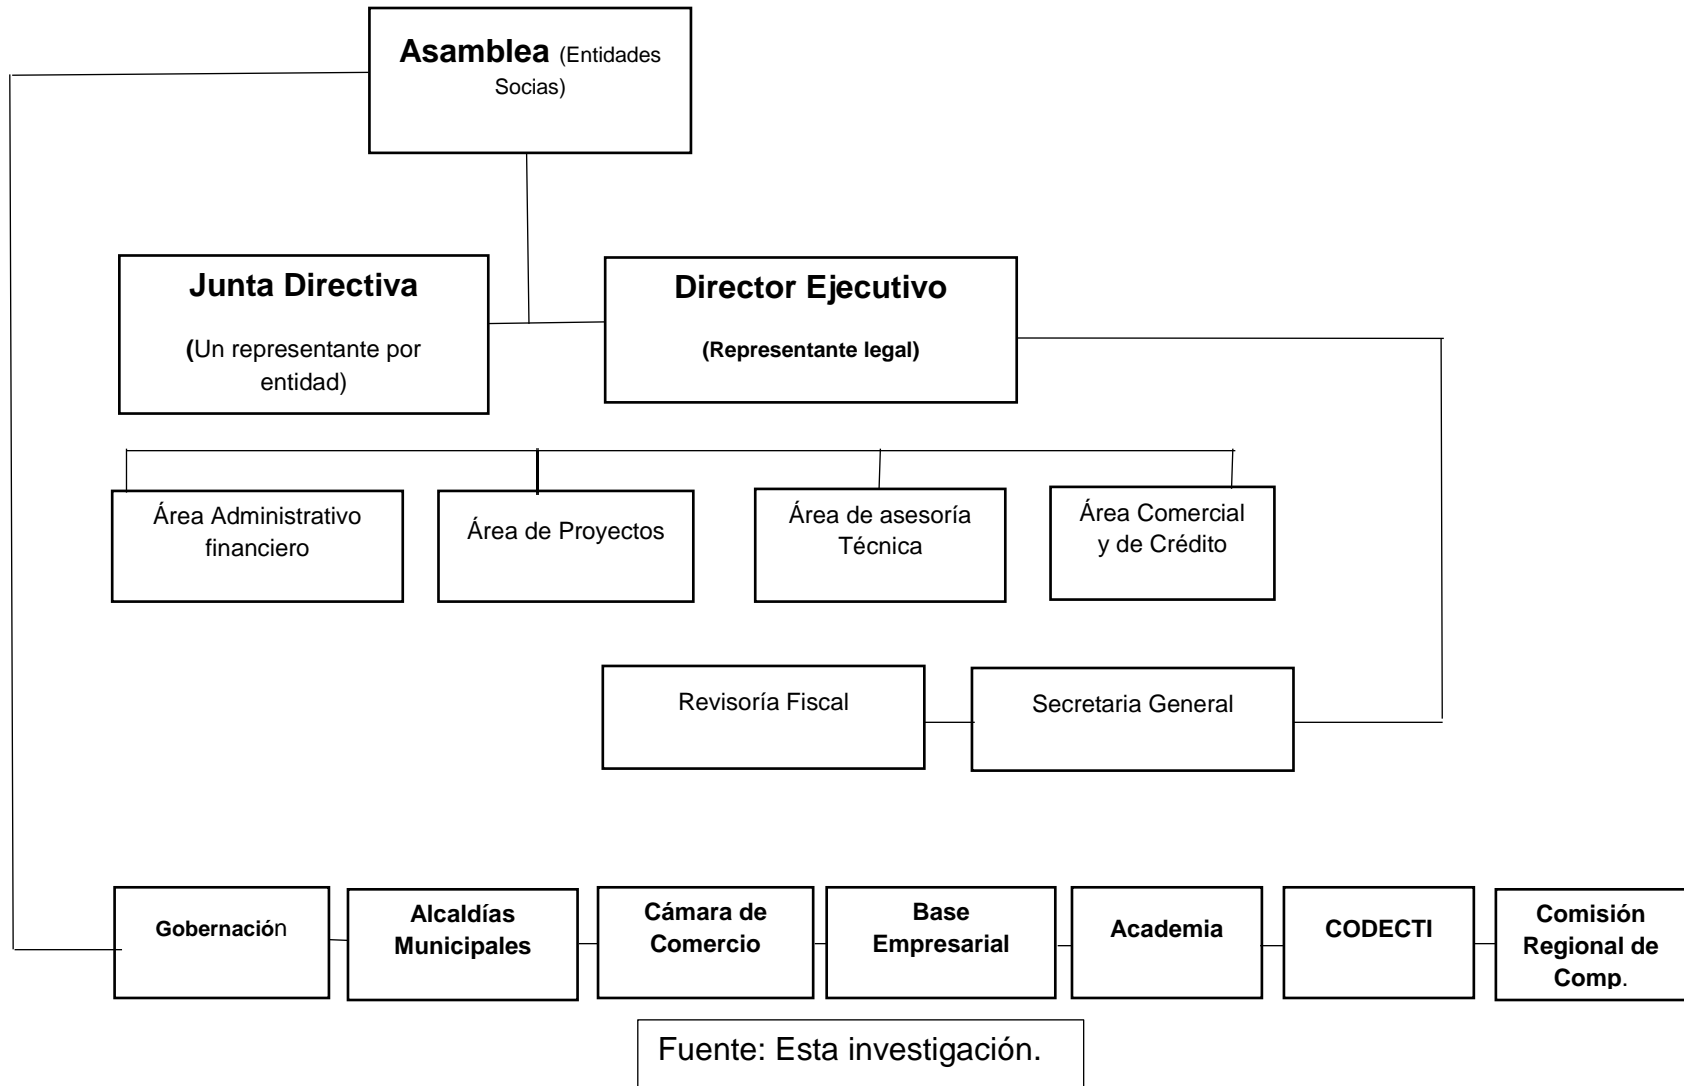 Asamblea (Entidades
Socias)
Junta Directiva
(Un representante por
entidad)
Director Ejecutivo
(Representante legal)
Área Administrativo
financiero
Área de Proyectos
Área de asesoría
Técnica
Área Comercial
y de Crédito
Revisoría Fiscal
Secretaria General
Gobernación
Alcaldías
Municipales
Cámara de
Comercio
Base
Empresarial
Academia
CODECTI
Comisión
Regional de
Comp.
Fuente: Esta investigación.